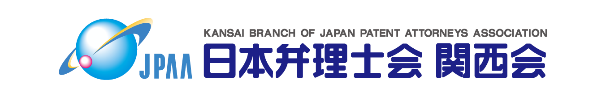 KANSAI BRANCH OF JAPAN PATENT ATTORNEYS ASSOCIATION
JPAA 日本弁理士会 関西会